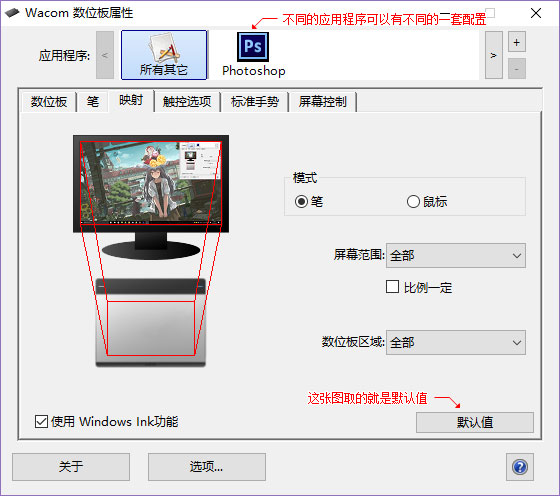 Wacom 数位板属性
不同的应用程序可以有不同的一套配置
应用程序:
<
所有其它
Ps
Photoshop
>
+
-
数位板 笔 映射 触控选项 标准手势 屏幕控制
模式
笔 鼠标
屏幕范围: 全部
比例一定
数位板区域: 全部
这张图取的就是默认值
使用 Windows Ink功能
默认值
关于
选项...
?